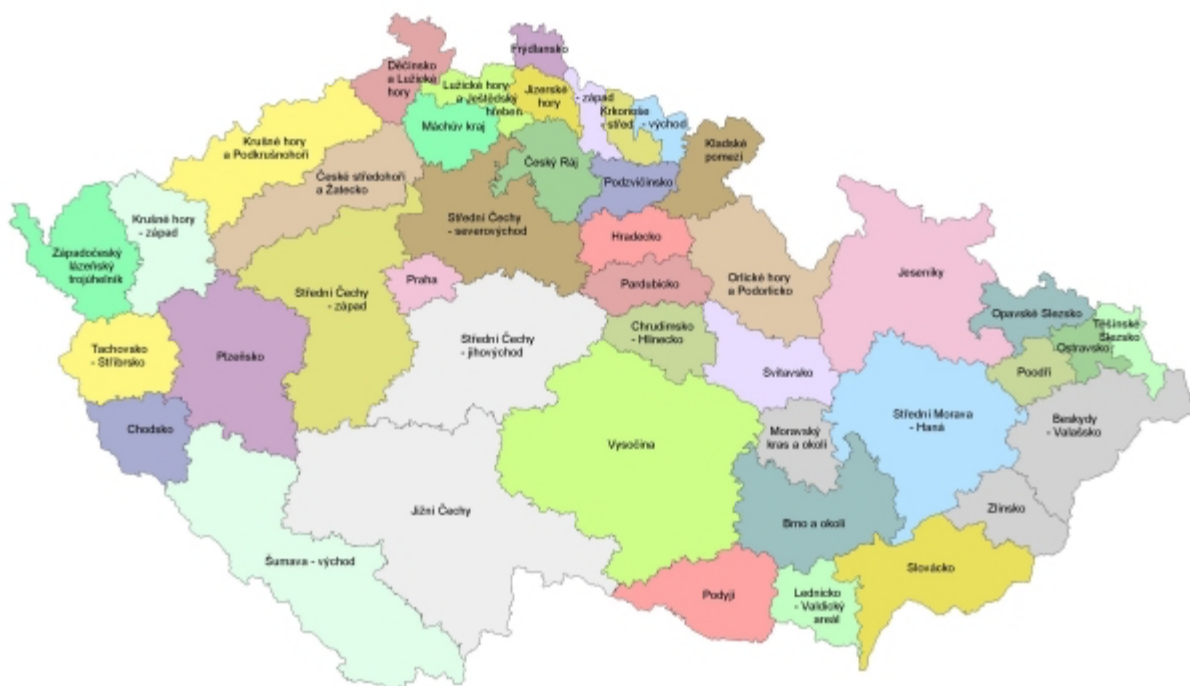 Frýdlansko
Děčínsko
a Lužické
hory
Lužické hory
a Ještědský
hřeben
Jizerské
hory
- západ
Krkonoše
- střed
- východ
Máchův kraj
Kladské
pomezí
Krušné hory
a Podkrušnohoří
Český Ráj
České středohoří
a Žatecko
Podzvičinsko
Krušné hory
- západ
Střední Čechy
- severovýchod
Hradecko
Západočeský
lázeňský
trojúhelník
Praha
Střední Čechy
- západ
Pardubicko
Orlické hory
a Podorlicko
Jeseníky
Opavské Slezsko
Těšínské
Slezsko
Ostravsko
Tachovsko
- Stříbrsko
Plzeňsko
Střední Čechy
- jihovýchod
Chrudimsko
- Hlinecko
Svitavsko
Poodří
Chodsko
Vysočina
Moravský
kras a okolí
Střední Morava
- Haná
Beskydy
- Valašsko
Jižní Čechy
Brno a okolí
Zlínsko
Šumava - východ
Podyjí
Lednicko
- Valdický
areál
Slovácko